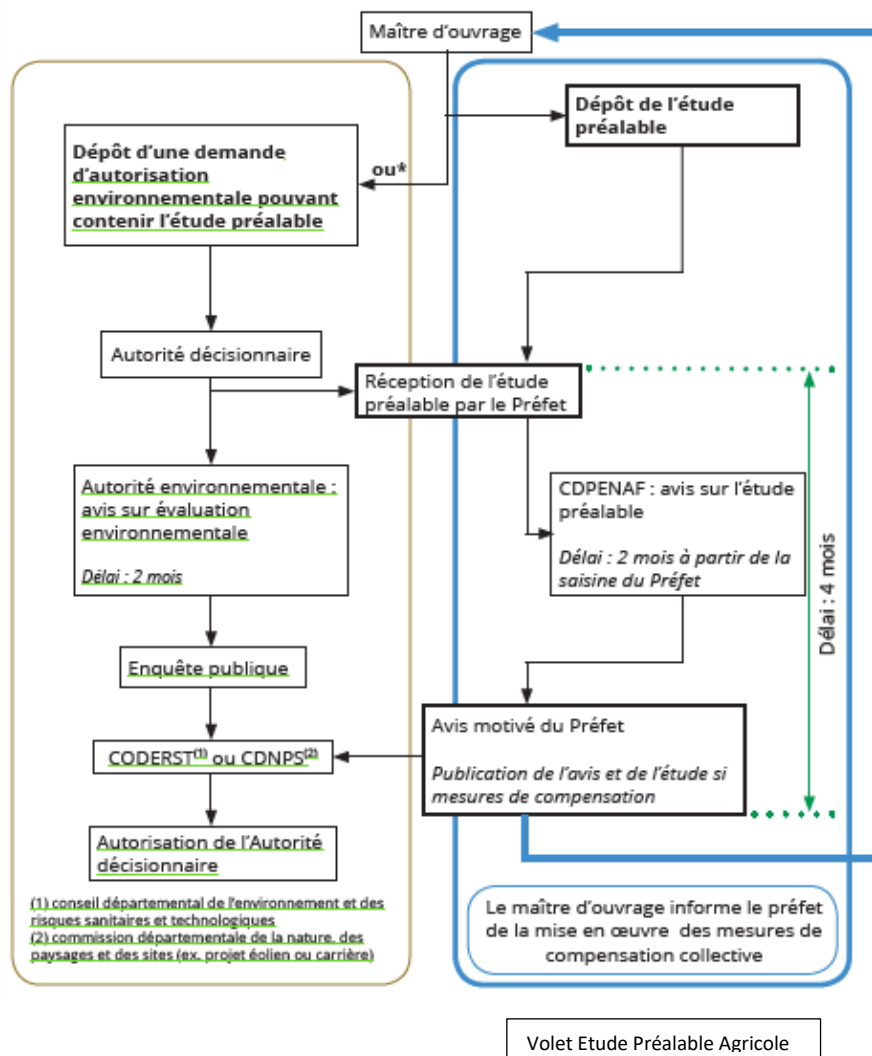 Maître d'ouvrage
Dépôt de l'étude
préalable
Dépôt d'une demande
d'autorisation
environnementale pouvant
contenir l'étude préalable
ou*
Autorité décisionnaire
Réception de l'étude
préalable par le Préfet
Autorité environnementale :
avis sur évaluation
environnementale
Délai : 2 mois
CDPENAF : avis sur l'étude
préalable
Délai : 2 mois à partir de la
saisine du Préfet
Délai : 4 mois
Enquête publique
Avis motivé du Préfet
Publication de l'avis et de l'étude si
mesures de compensation
CODERST(1) ou CDNPS(2)
Autorisation de l'Autorité
décisionnaire
(1) conseil départemental de l'environnement et des
risques sanitaires et technologiques
(2) commission départementale de la nature, des
paysages et des sites (ex. projet éolien ou carrière)
Le maître d'ouvrage informe le préfet
de la mise en œuvre des mesures de
compensation collective
Volet Etude Préalable Agricole